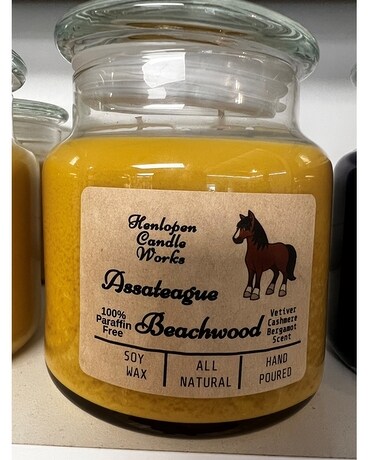 Henlopen
Candle
Works
Assateague
Beachwood
100%
Paraffin
Free
Vetiver
Cashmere
Bergamot
Scent
SOY
WAX
ALL
NATURAL
HAND
POURED